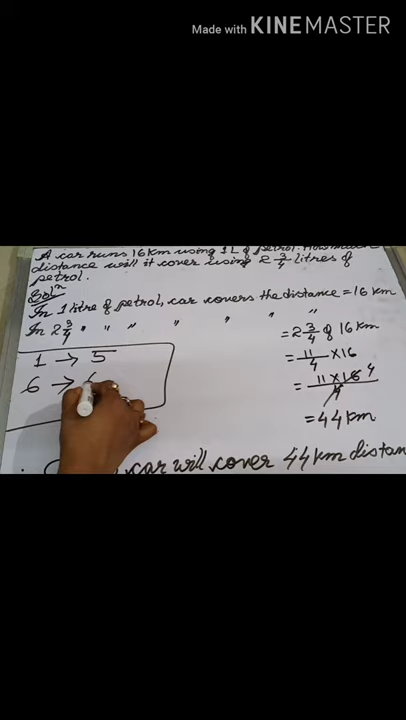 Made with KINEMASTER
A car runs 16 km using 1 L of petrol. How much
distance will it cover using 2 3/4 litres of
petrol.
Solⁿ
In 1 litre of petrol, car covers the distance = 16 km
In 2 3/4 " " " " " " "
= 2 3/4 of 16 km
= 11/4 × 16
= 11 × 16 4 / 4
= 44 km
1 → 5
6 →
car will cover 44 km distan